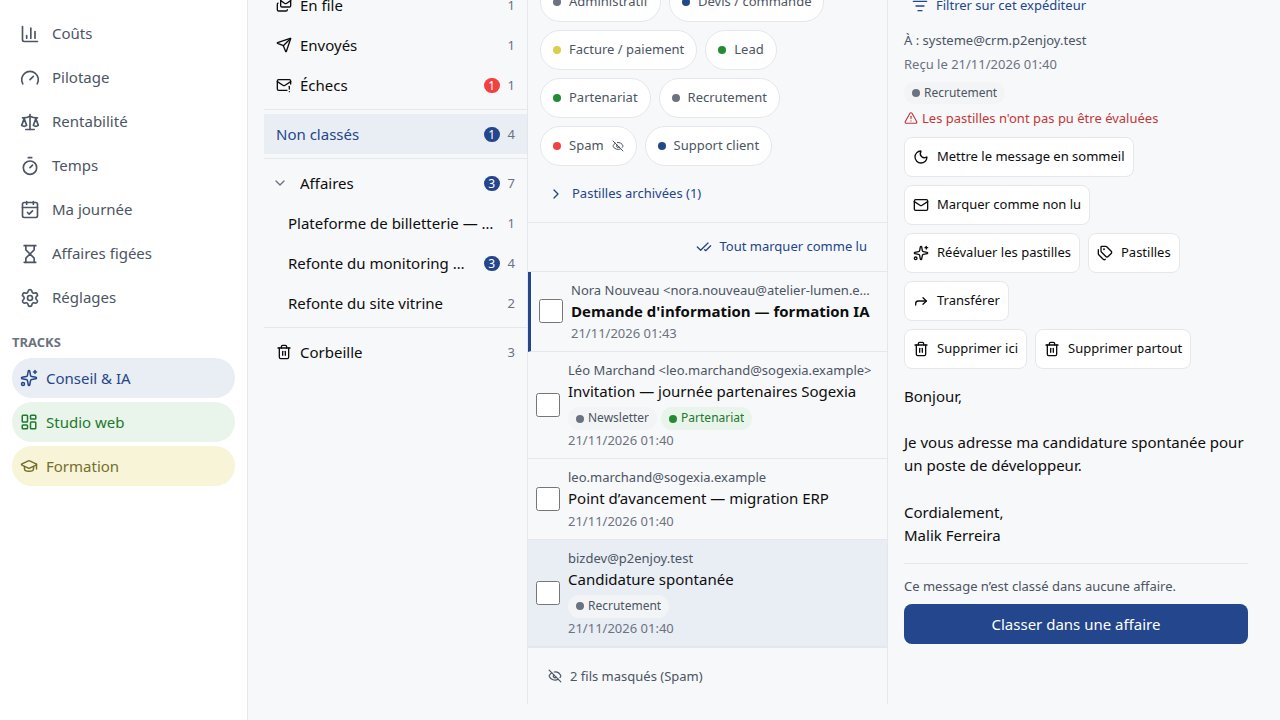 Coûts
Pilotage
Rentabilité
Temps
Ma journée
Affaires figées
Réglages
TRACKS
Conseil & IA
Studio web
Formation
En file 1
Envoyés 1
Échecs 1 1
Non classés 1 4
Affaires 3 7
Plateforme de billetterie — ... 1
Refonte du monitoring ... 3 4
Refonte du site vitrine 2
Corbeille 3
Administratif Devis / commande
Facture / paiement Lead
Partenariat Recrutement
Spam Support client
Pastilles archivées (1)
Tout marquer comme lu
Nora Nouveau <nora.nouveau@atelier-lumen.e...
Demande d'information — formation IA
21/11/2026 01:43
Léo Marchand <leo.marchand@sogexia.example>
Invitation — journée partenaires Sogexia
Newsletter Partenariat
21/11/2026 01:40
leo.marchand@sogexia.example
Point d’avancement — migration ERP
21/11/2026 01:40
bizdev@p2enjoy.test
Candidature spontanée
Recrutement
21/11/2026 01:40
2 fils masqués (Spam)
Filtrer sur cet expéditeur
À : systeme@crm.p2enjoy.test
Reçu le 21/11/2026 01:40
Recrutement
Les pastilles n'ont pas pu être évaluées
Mettre le message en sommeil
Marquer comme non lu
Réévaluer les pastilles Pastilles
Transférer
Supprimer ici Supprimer partout
Bonjour,
Je vous adresse ma candidature spontanée pour
un poste de développeur.
Cordialement,
Malik Ferreira
Ce message n’est classé dans aucune affaire.
Classer dans une affaire